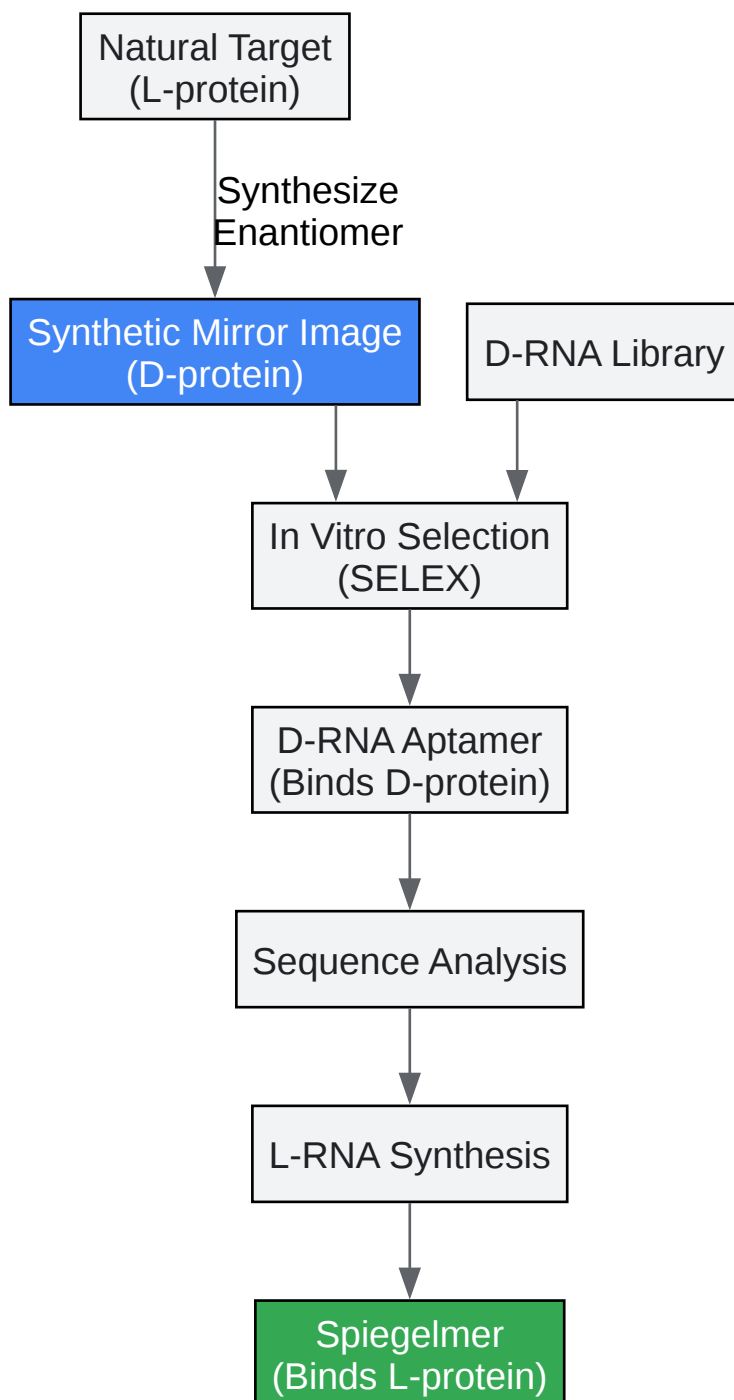 Natural Target
(L-protein)
Synthesize
Enantiomer
Synthetic Mirror Image
(D-protein)
D-RNA Library
In Vitro Selection
(SELEX)
D-RNA Aptamer
(Binds D-protein)
Sequence Analysis
L-RNA Synthesis
Spiegelmer
(Binds L-protein)